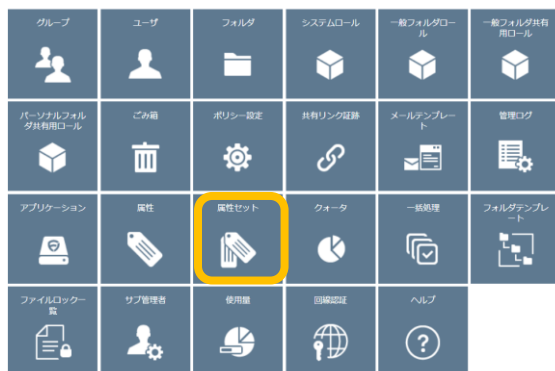 グループ
ユーザ
フォルダ
システムロール
一般フォルダロー
ル
一般フォルダ共有
用ロール
パーソナルフォル
ダ共有用ロール
ごみ箱
ポリシー設定
共有リンク証跡
メールテンプレー
ト
管理ログ
アプリケーション
属性
属性セット
クォータ
一括処理
フォルダテンプレ
ート
ファイルロック一
覧
サブ管理者
使用量
回線認証
ヘルプ